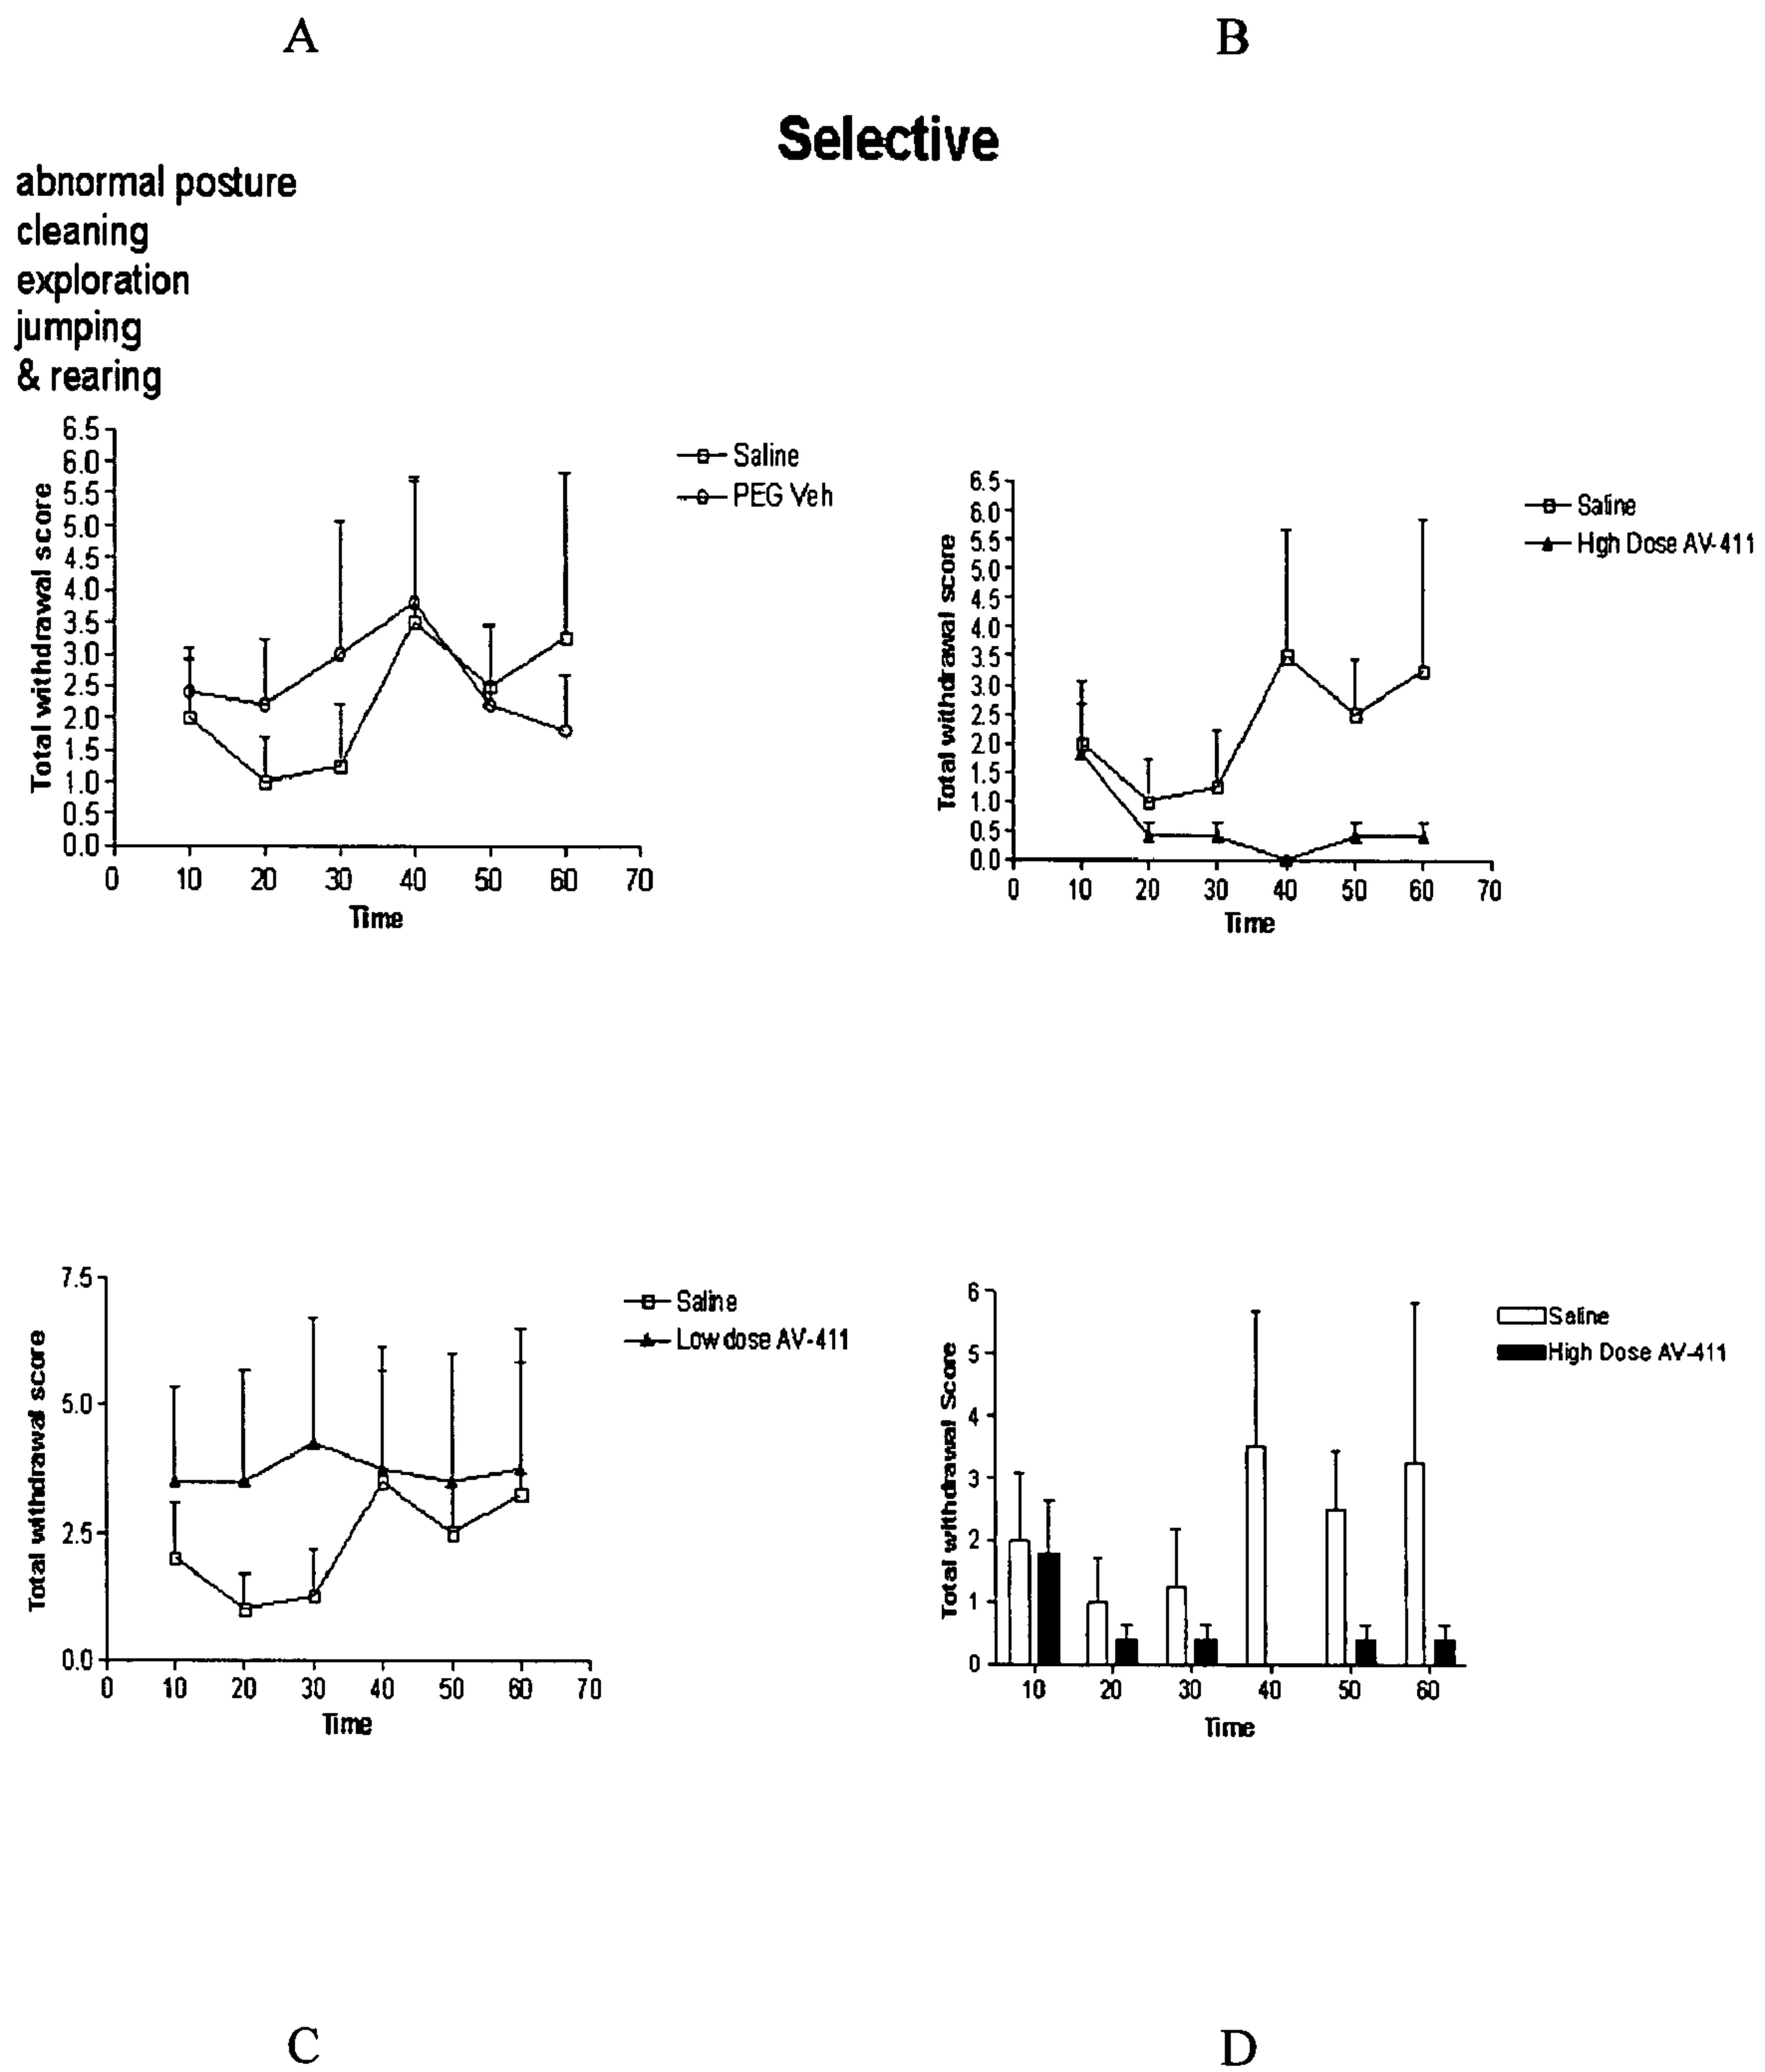 A
B
Selective
abnormal posture
cleaning
exploration
jumping
& rearing
6.5
6.0
5.5
5.0
4.5
4.0
3.5
3.0
2.5
2.0
1.5
1.0
0.5
0.0
Total withdrawal score
0 10 20 30 40 50 60 70
Time
Saline
PEG Veh
6.5
6.0
5.5
5.0
4.5
4.0
3.5
3.0
2.5
2.0
1.5
1.0
0.5
0.0
Total withdrawal score
0 10 20 30 40 50 60 70
Time
Saline
High Dose AV-411
7.5
5.0
2.5
0.0
Total withdrawal score
0 10 20 30 40 50 60 70
Time
Saline
Low dose AV-411
6
5
4
3
2
1
0
Total withdrawal Score
10 20 30 40 50 60
Time
Saline
High Dose AV-411
C
D